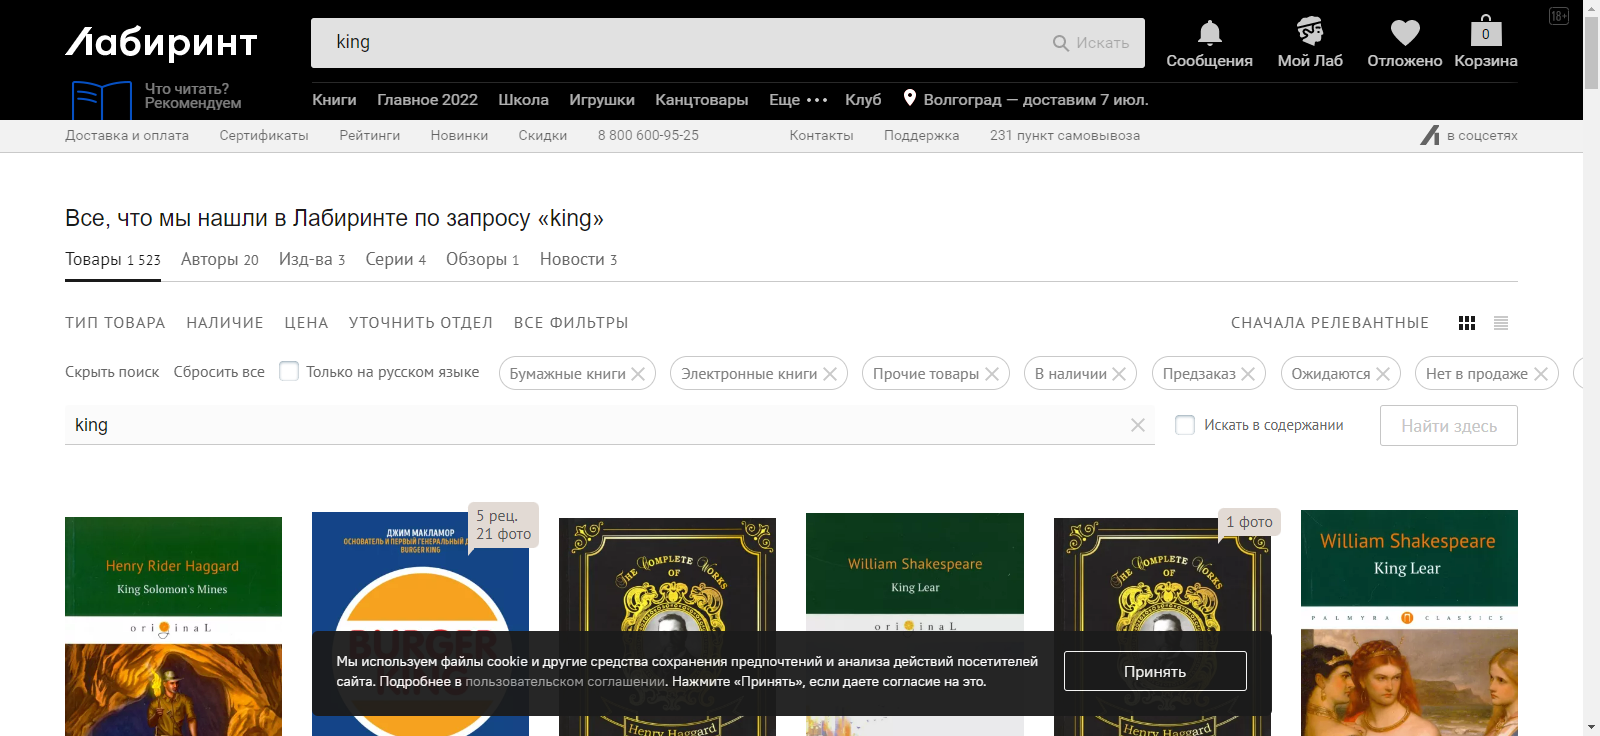 Лабиринт
king
Искать
Сообщения
Мой Лаб
Отложено
0
Корзина
18+
Что читать?
Рекомендуем
Книги Главное 2022 Школа Игрушки Канцтовары Еще ••• Клуб Волгоград — доставим 7 июл.
Доставка и оплата Сертификаты Рейтинги Новинки Скидки 8 800 600-95-25 Контакты Поддержка 231 пункт самовывоза в соцсетях
Все, что мы нашли в Лабиринте по запросу «king»
Товары 1 523 Авторы 20 Изд-ва 3 Серии 4 Обзоры 1 Новости 3
ТИП ТОВАРА НАЛИЧИЕ ЦЕНА УТОЧНИТЬ ОТДЕЛ ВСЕ ФИЛЬТРЫ СНАЧАЛА РЕЛЕВАНТНЫЕ
Скрыть поиск Сбросить все Только на русском языке Бумажные книги Электронные книги Прочие товары В наличии Предзаказ Ожидаются Нет в продаже
king
Искать в содержании
Найти здесь
Henry Rider Haggard
King Solomon's Mines
originaL
5 рец.
21 фото
ДЖИМ МАКЛАМОР
ОСНОВАТЕЛЬ И ПЕРВЫЙ ГЕНЕРАЛЬНЫЙ
BURGER KING
BURGER
KING
THE COMPLETE WORKS
OF
Henry Haggard
William Shakespeare
King Lear
originaL
1 фото
THE COMPLETE WORKS
OF
Henry Haggard
William Shakespeare
King Lear
PALMYRA CLASSICS
Мы используем файлы cookie и другие средства сохранения предпочтений и анализа действий посетителей
сайта. Подробнее в пользовательском соглашении. Нажмите «Принять», если даете согласие на это.
Принять